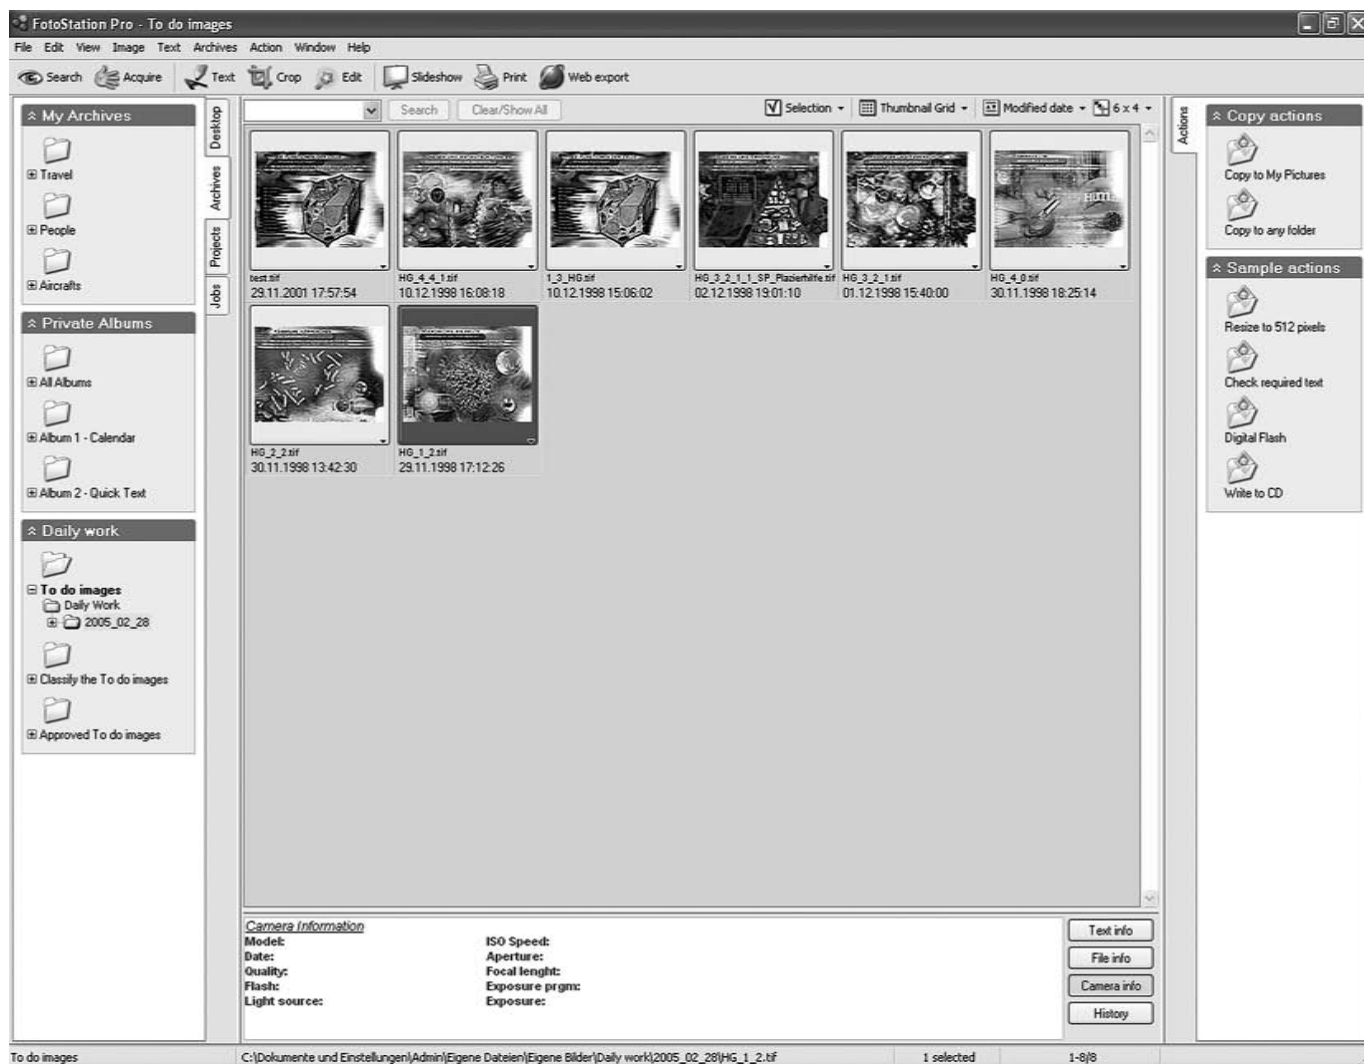 FotoStation Pro - To do images
File Edit View Image Text Archives Action Window Help
Search Acquire Text Crop Edit Slideshow Print Web export
My Archives
Travel
People
Aircrafts
Private Albums
All Albums
Album 1 - Calendar
Album 2 - Quick Text
Daily work
To do images
Daily Work
2005_02_28
Classify the To do images
Approved To do images
Desktop
Archives
Projects
Jobs
Search Clear/Show All Selection Thumbnail Grid Modified date 6 x 4
test.tif HG_4_4_1.tif 1_3_HG.tif HG_3_2_1_1_SP_Plazierhilfe.tif HG_3_2_1.tif HG_4_0.tif
29.11.2001 17:57:54 10.12.1998 16:08:18 10.12.1998 15:06:02 02.12.1998 19:01:10 01.12.1998 15:40:00 30.11.1998 18:25:14
HG_2_2.tif HG_1_2.tif
30.11.1998 13:42:30 29.11.1998 17:12:26
Actions
Copy actions
Copy to My Pictures
Copy to any folder
Sample actions
Resize to 512 pixels
Check required text
Digital Flash
Write to CD
Camera Information
Model: ISO Speed:
Date: Aperture:
Quality: Focal lenght:
Flash: Exposure prgm:
Light source: Exposure:
Text info
File info
Camera info
History
To do images C:\Dokumente und Einstellungen\Admin\Eigene Dateien\Eigene Bilder\Daily work\2005_02_28\HG_1_2.tif 1 selected 1-8/8